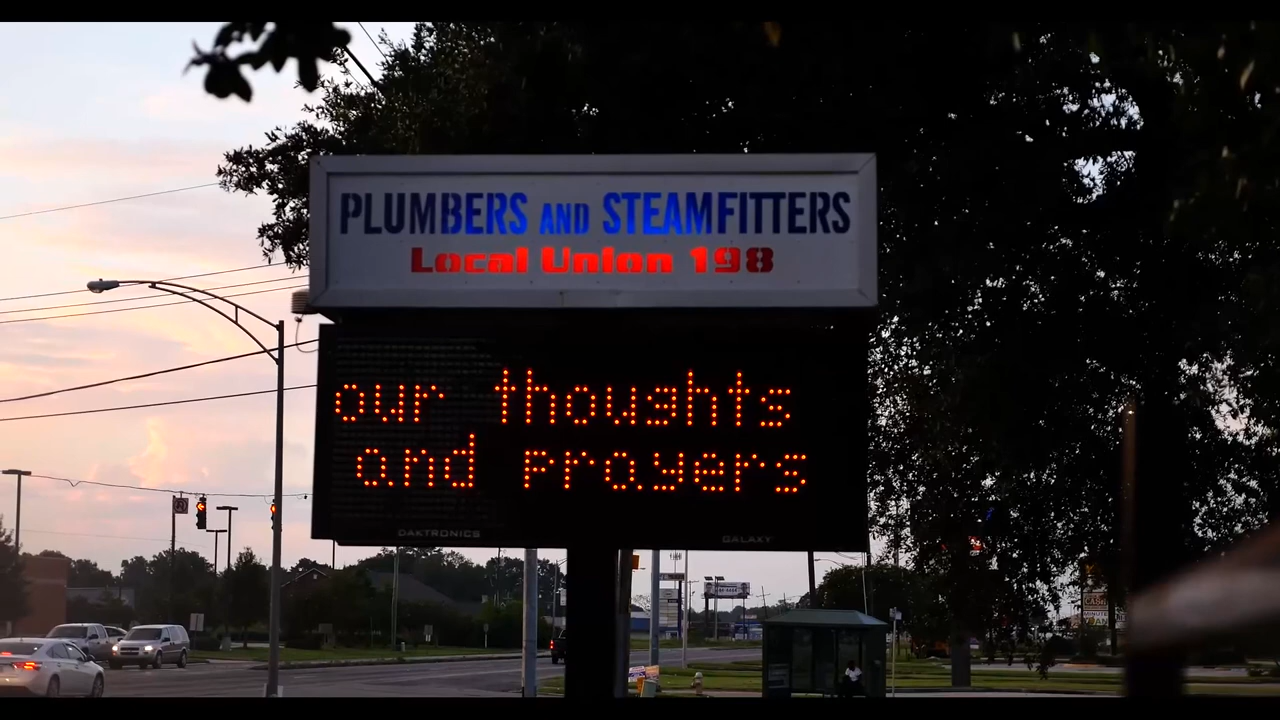 PLUMBERS AND STEAMFITTERS
Local Union 198
our thoughts
and prayers
DAKTRONICS
GALAXY